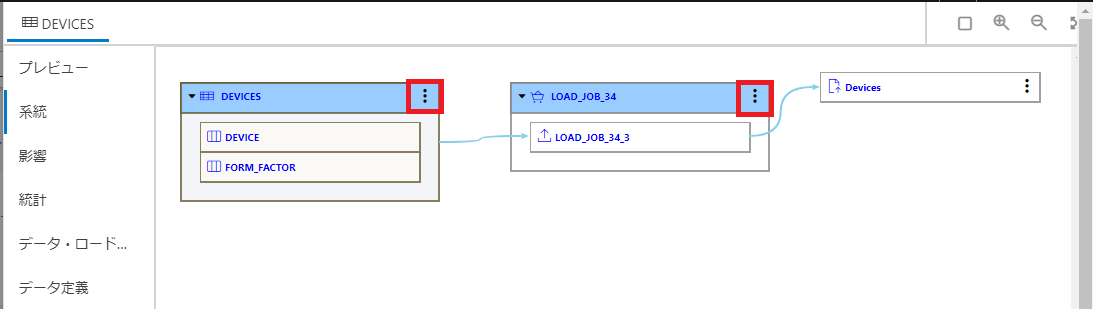 DEVICES
プレビュー
系統
影響
統計
データ・ロード...
データ定義
DEVICES
DEVICE
FORM_FACTOR
LOAD_JOB_34
LOAD_JOB_34_3
Devices